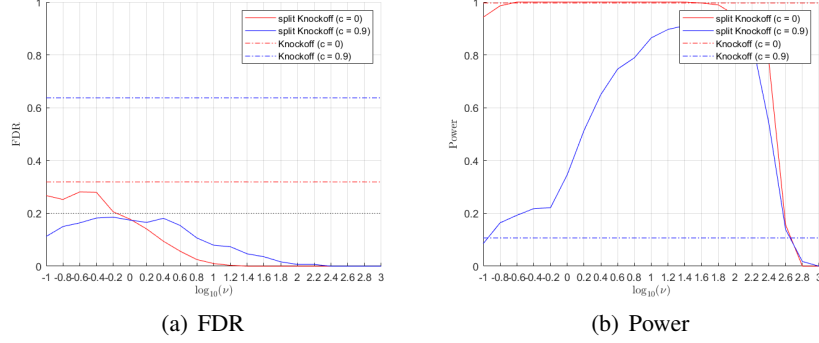 1
0.8
0.6
0.4
0.2
0
FDR
split Knockoff (c = 0)
split Knockoff (c = 0.9)
Knockoff (c = 0)
Knockoff (c = 0.9)
-1 -0.8 -0.6 -0.4 -0.2 0 0.2 0.4 0.6 0.8 1 1.2 1.4 1.6 1.8 2 2.2 2.4 2.6 2.8 3
log10(ν)
(a) FDR
1
0.8
0.6
0.4
0.2
0
Power
split Knockoff (c = 0)
split Knockoff (c = 0.9)
Knockoff (c = 0)
Knockoff (c = 0.9)
-1 -0.8 -0.6 -0.4 -0.2 0 0.2 0.4 0.6 0.8 1 1.2 1.4 1.6 1.8 2 2.2 2.4 2.6 2.8 3
log10(ν)
(b) Power